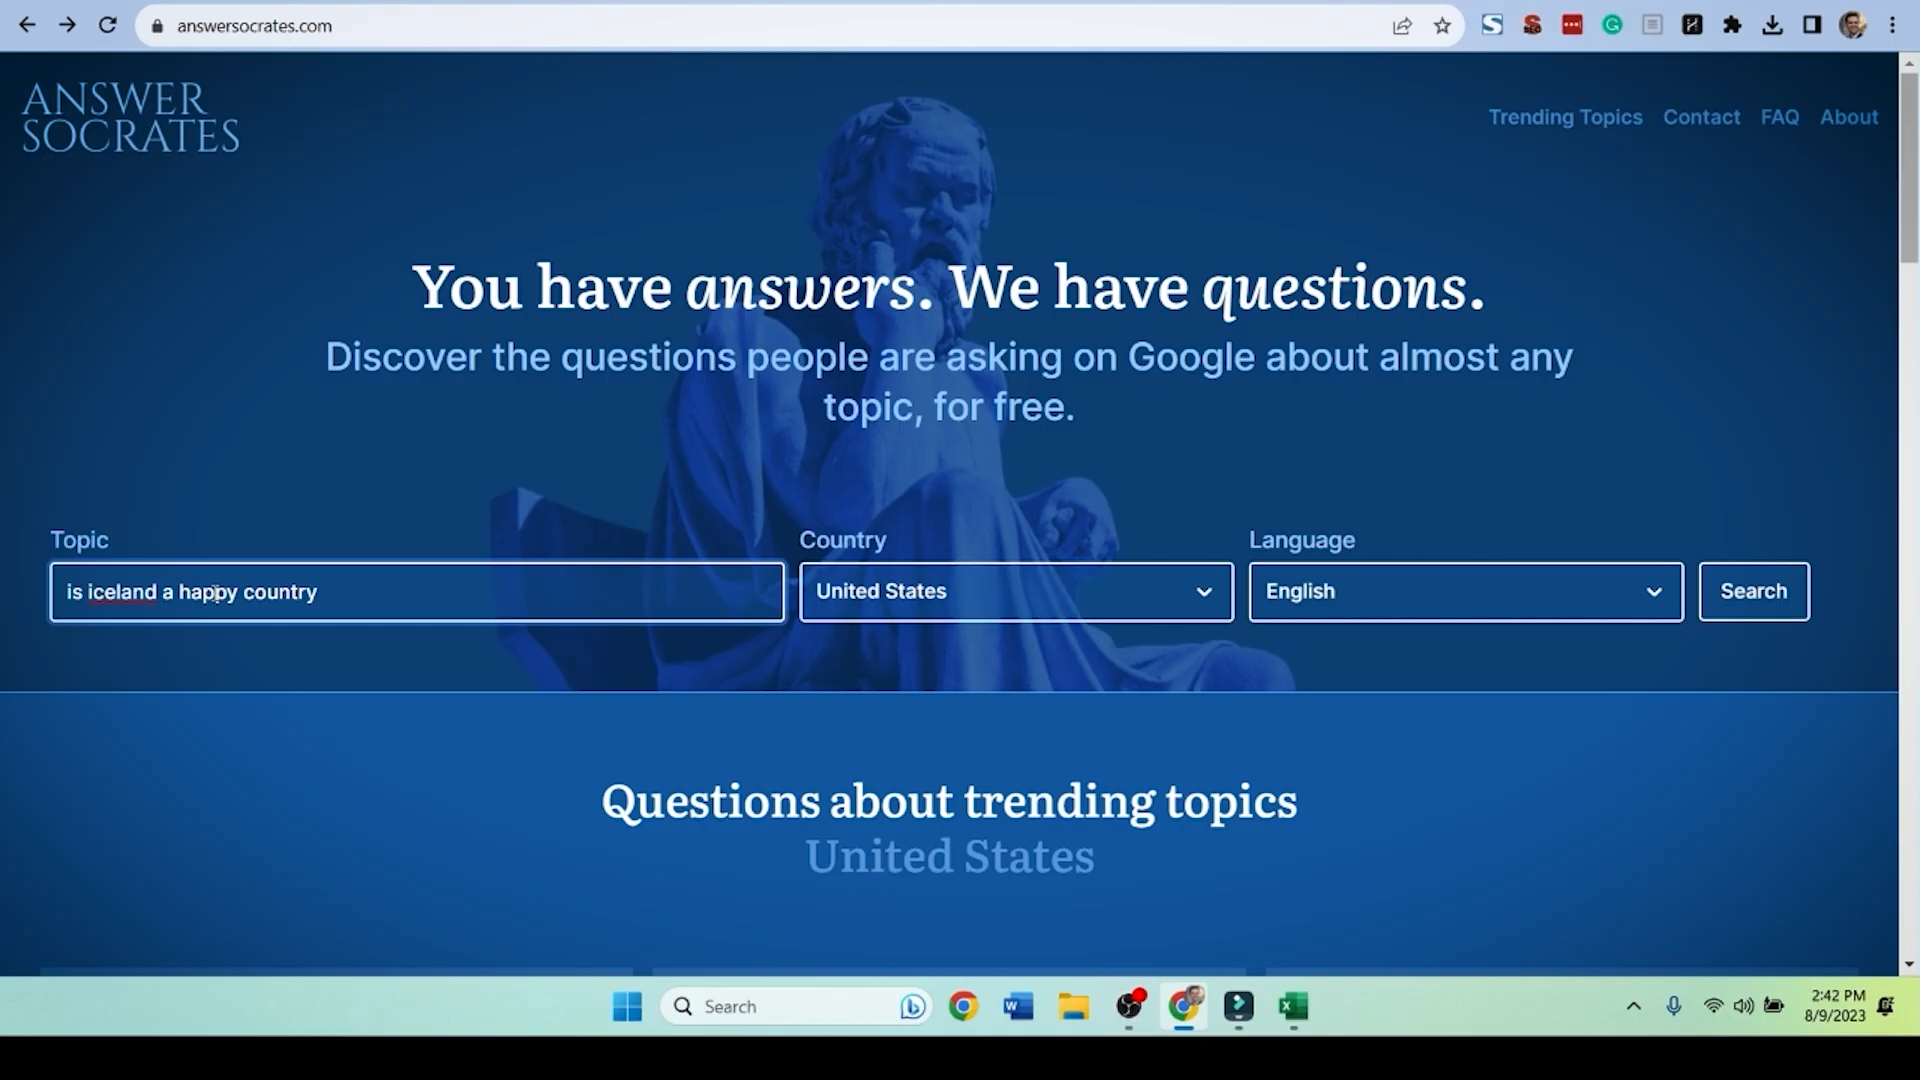 answersocrates.com
ANSWER
SOCRATES
Trending Topics Contact FAQ About
You have answers. We have questions.
Discover the questions people are asking on Google about almost any
topic, for free.
Topic Country Language
is iceland a happy country United States English Search
Questions about trending topics
United States
Search
2:42 PM
8/9/2023